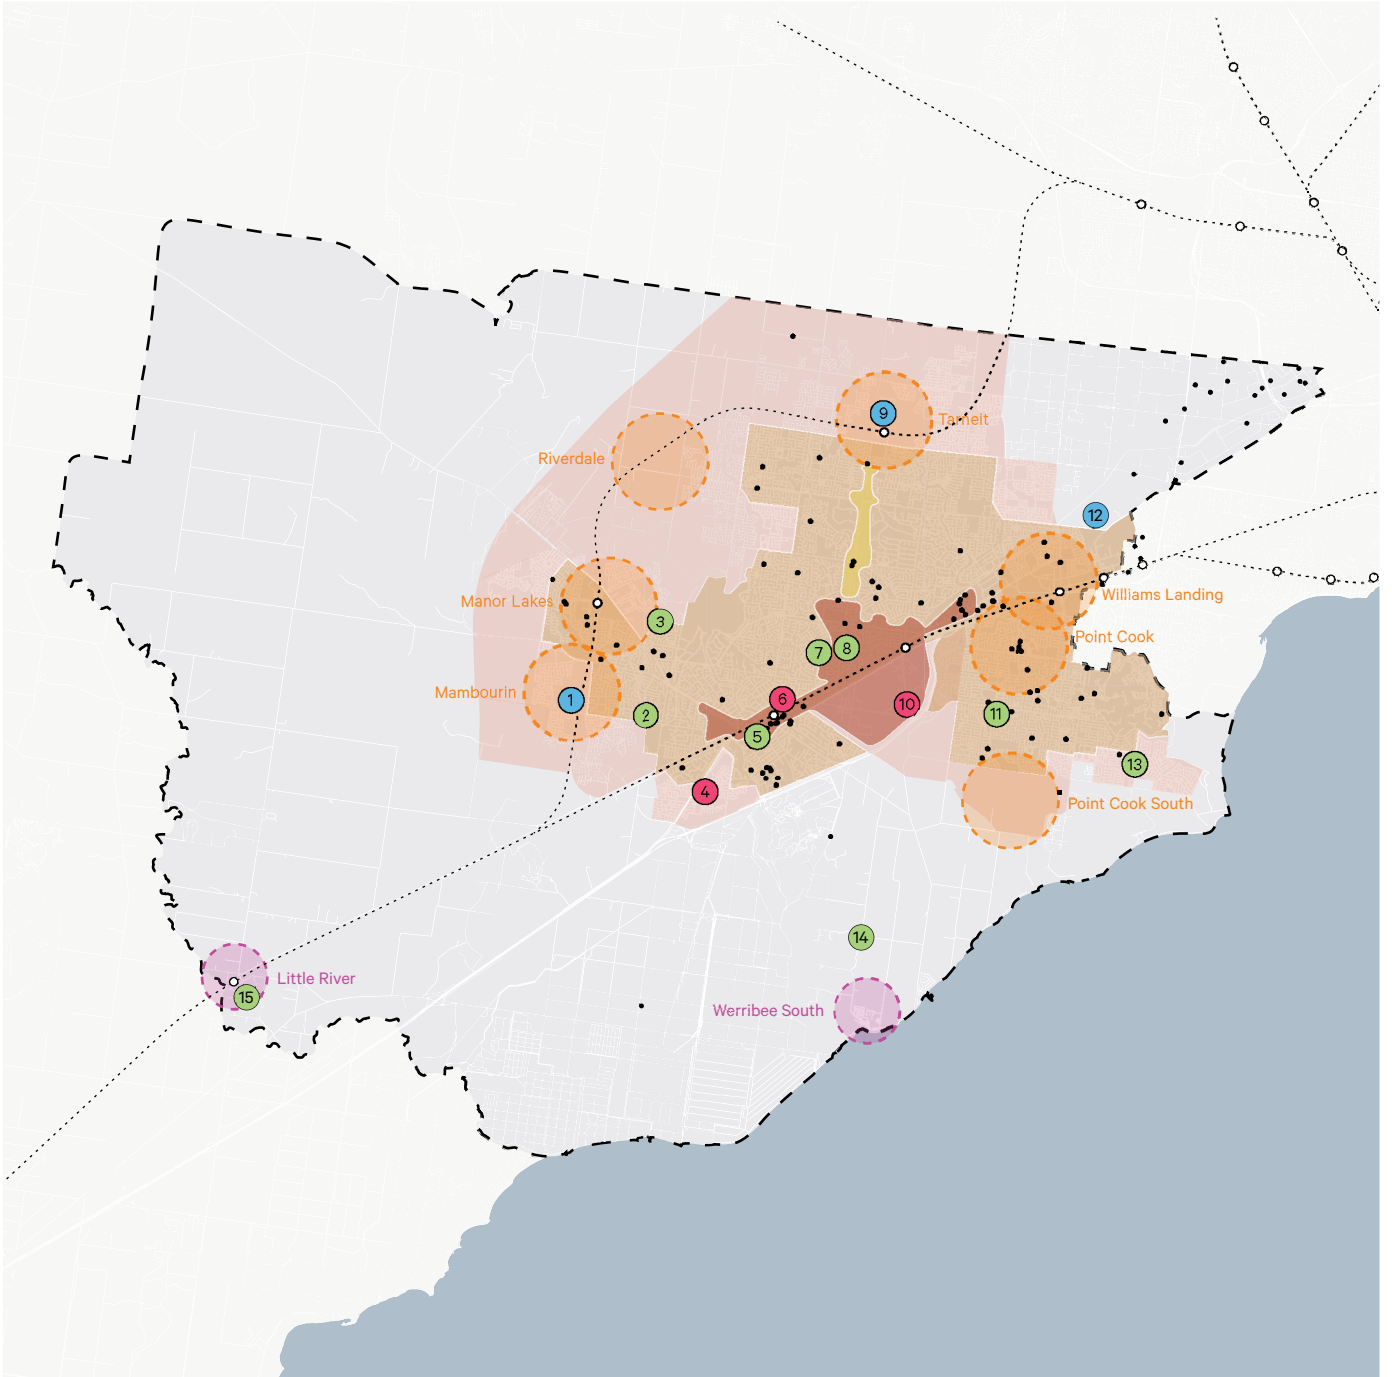 9
Tarneit
Riverdale
12
Manor Lakes
Williams Landing
3
Point Cook
7
8
Mambourin
1
6
10
2
11
5
13
4
Point Cook South
14
Little River
15
Werribee South